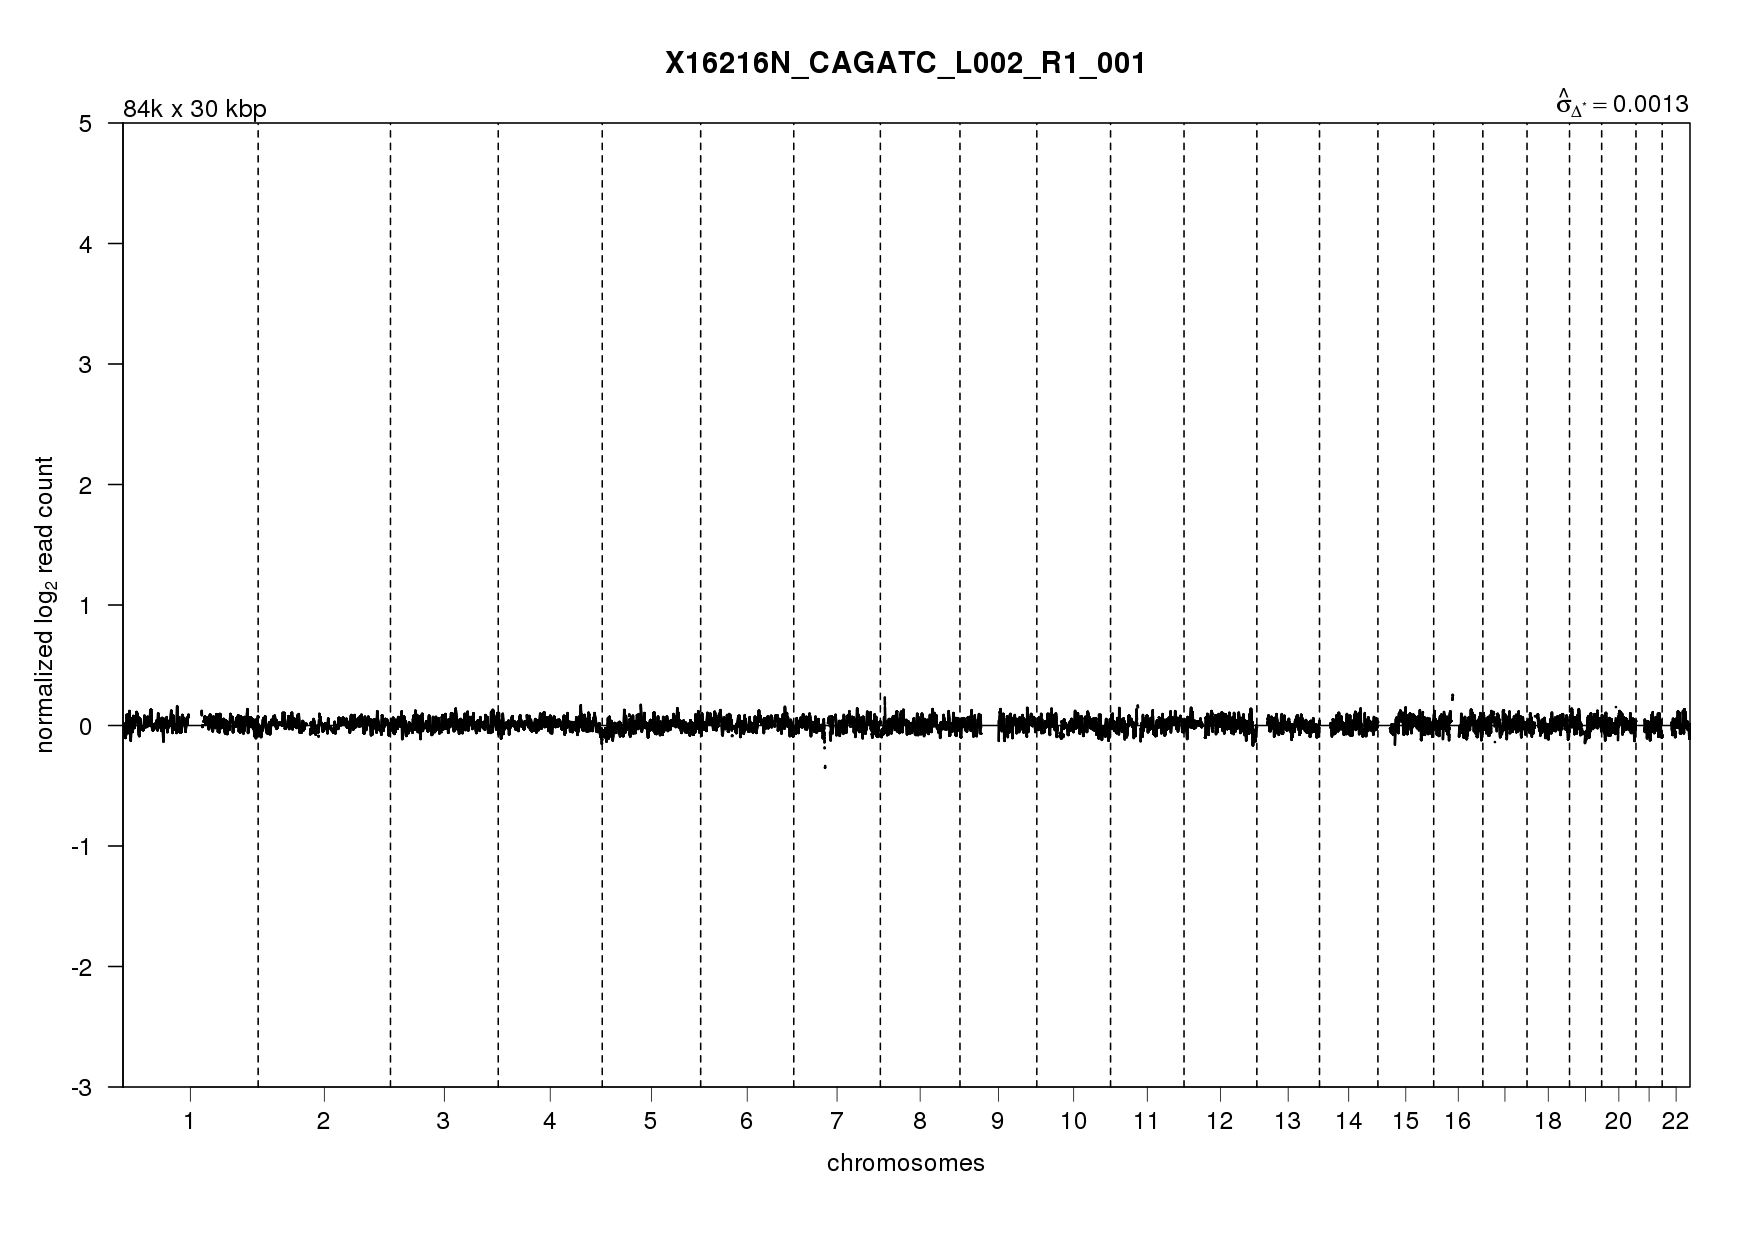 X16216N_CAGATC_L002_R1_001
84k x 30 kbp
σ̂Δ* = 0.0013
normalized log₂ read count
5
4
3
2
1
0
-1
-2
-3
1 2 3 4 5 6 7 8 9 10 11 12 13 14 15 16 18 20 22
chromosomes